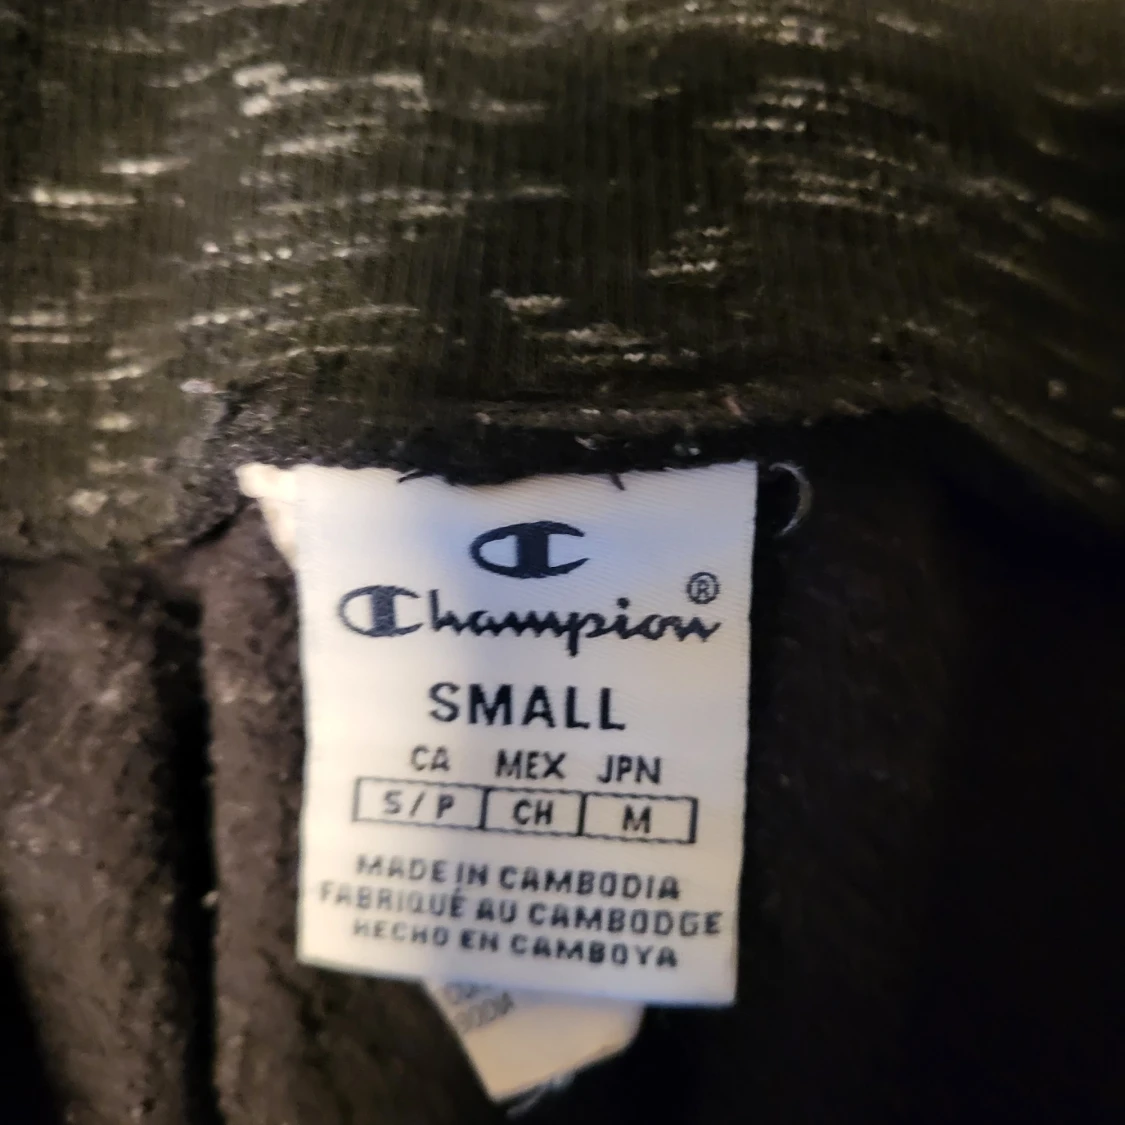 Champion®
SMALL
CA MEX JPN
S/P CH M
MADE IN CAMBODIA
FABRIQUÉ AU CAMBODGE
HECHO EN CAMBOYA